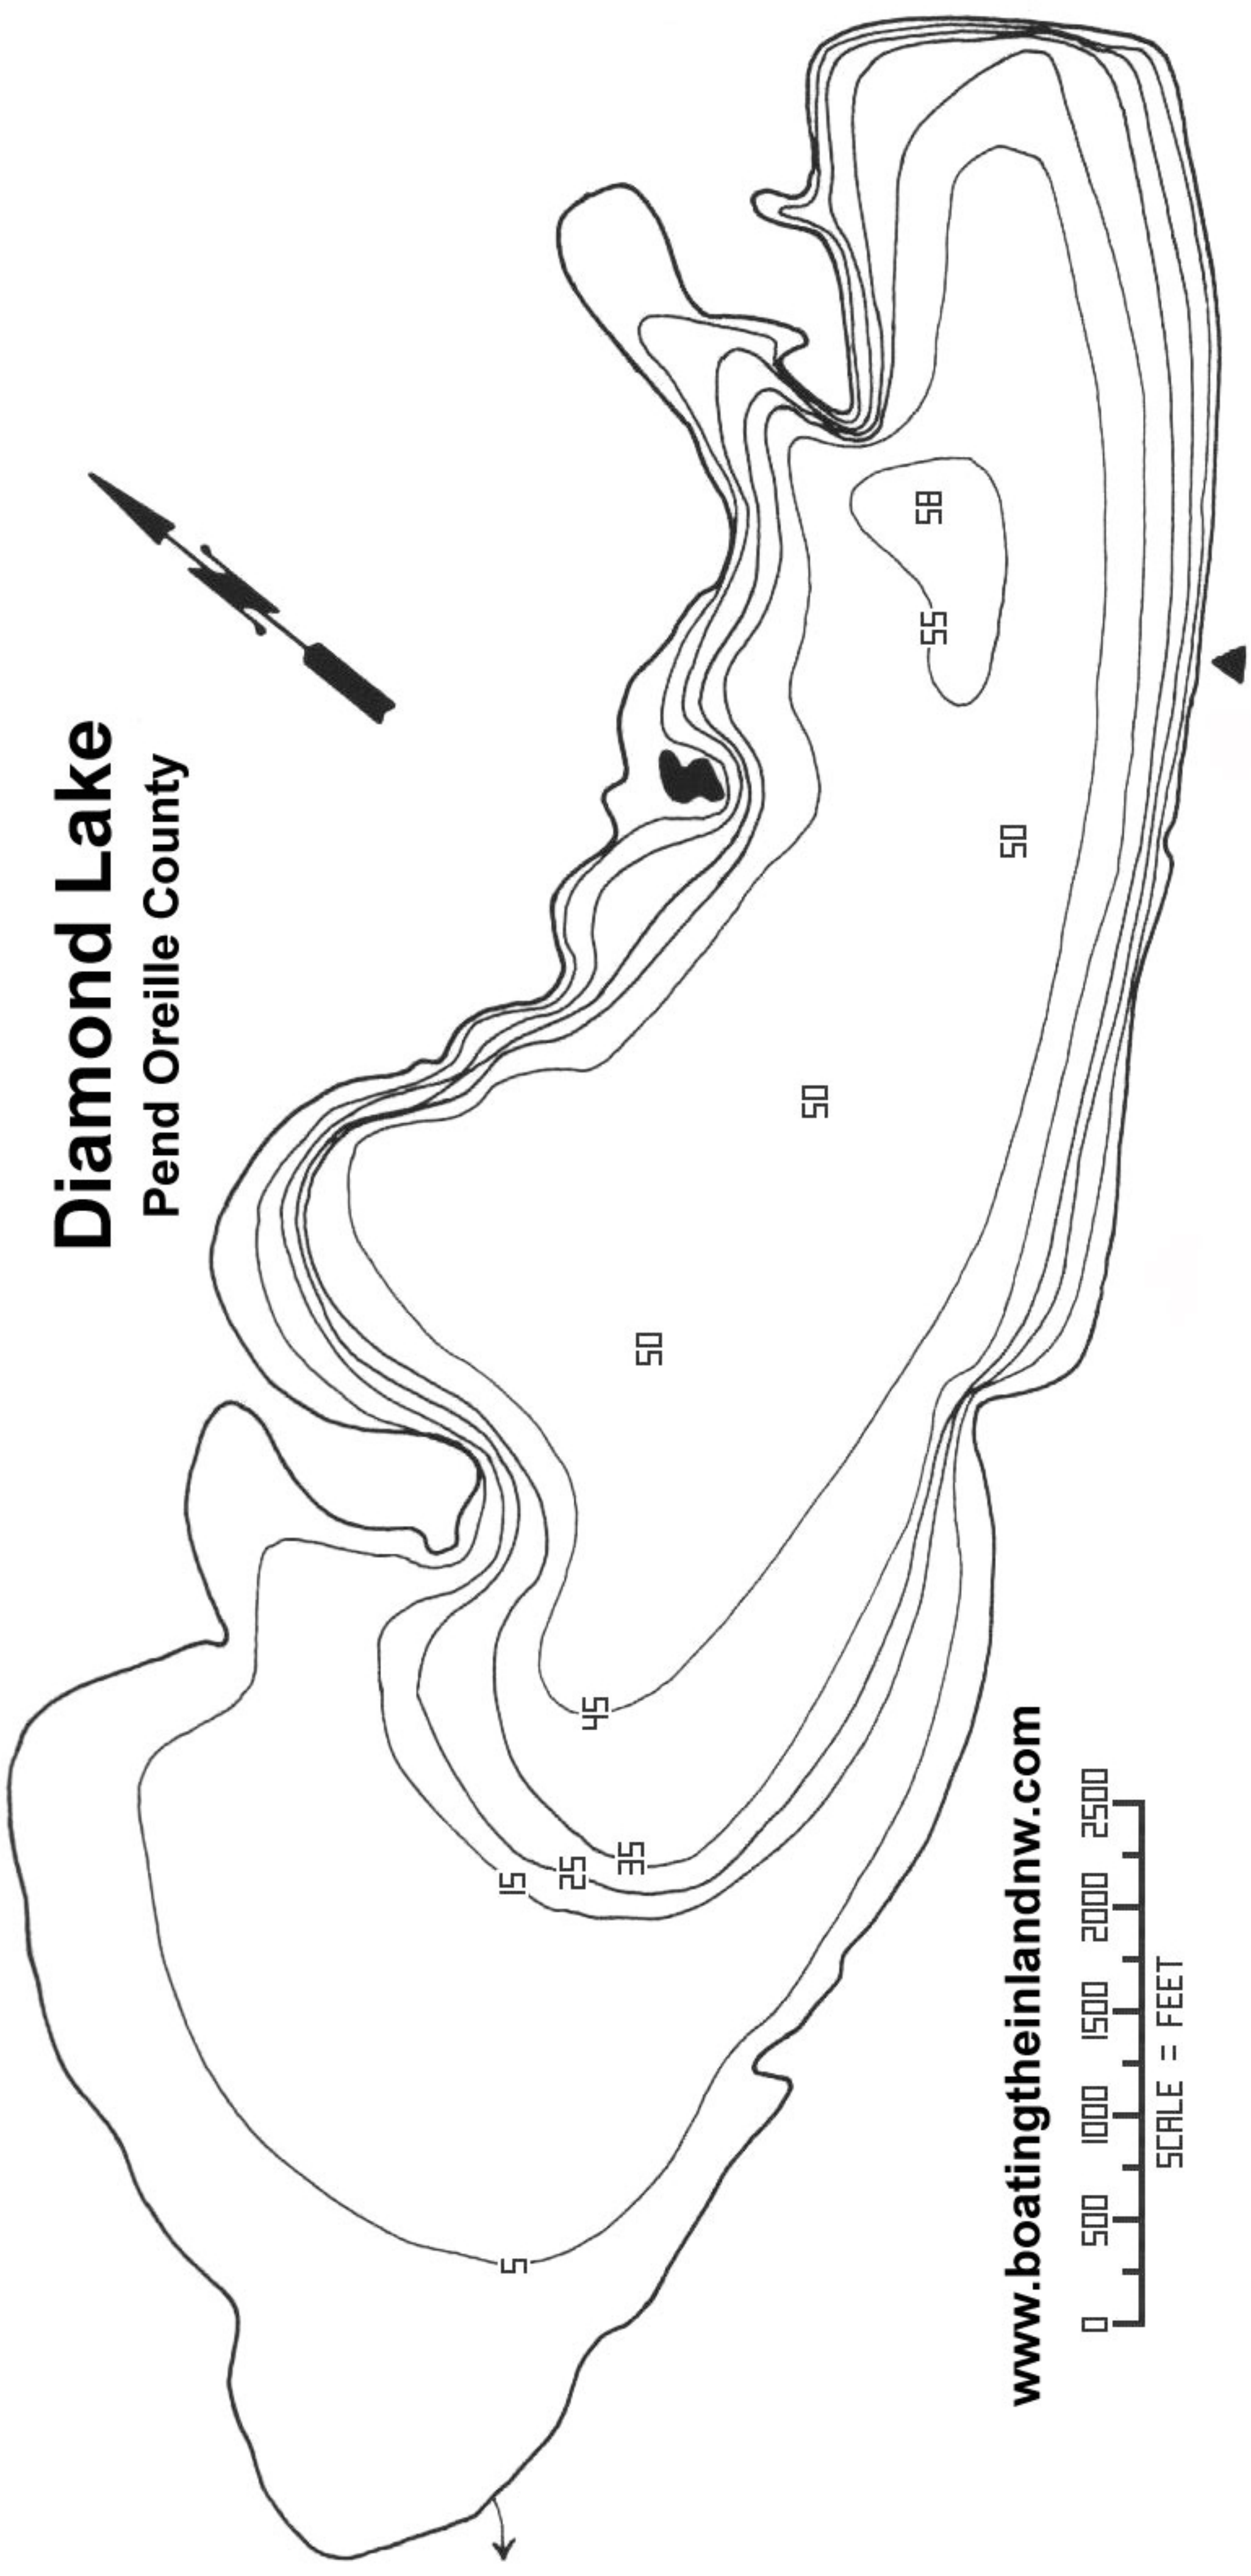 Diamond Lake
Pend Oreille County
58
55
50
50
50
45
35
25
15
5
www.boatingtheinlandnw.com
0 500 1000 1500 2000 2500
SCALE = FEET